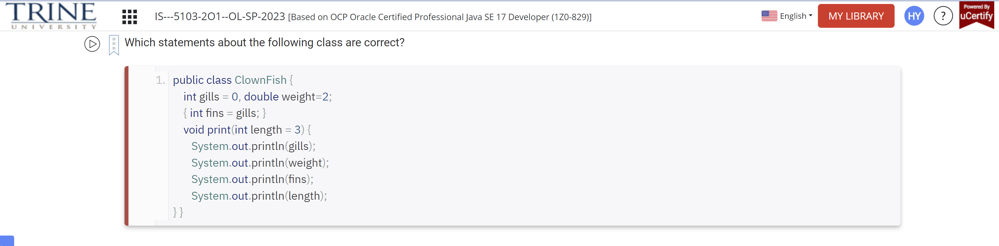 TRINE
UNIVERSITY
IS---5103-2O1--OL-SP-2023 [Based on OCP Oracle Certified Professional Java SE 17 Developer (1Z0-829)]
English
MY LIBRARY
HY
?
Powered By
uCertify
Which statements about the following class are correct?
1. public class ClownFish {
int gills = 0, double weight=2;
{ int fins = gills; }
void print(int length = 3) {
System.out.println(gills);
System.out.println(weight);
System.out.println(fins);
System.out.println(length);
} }